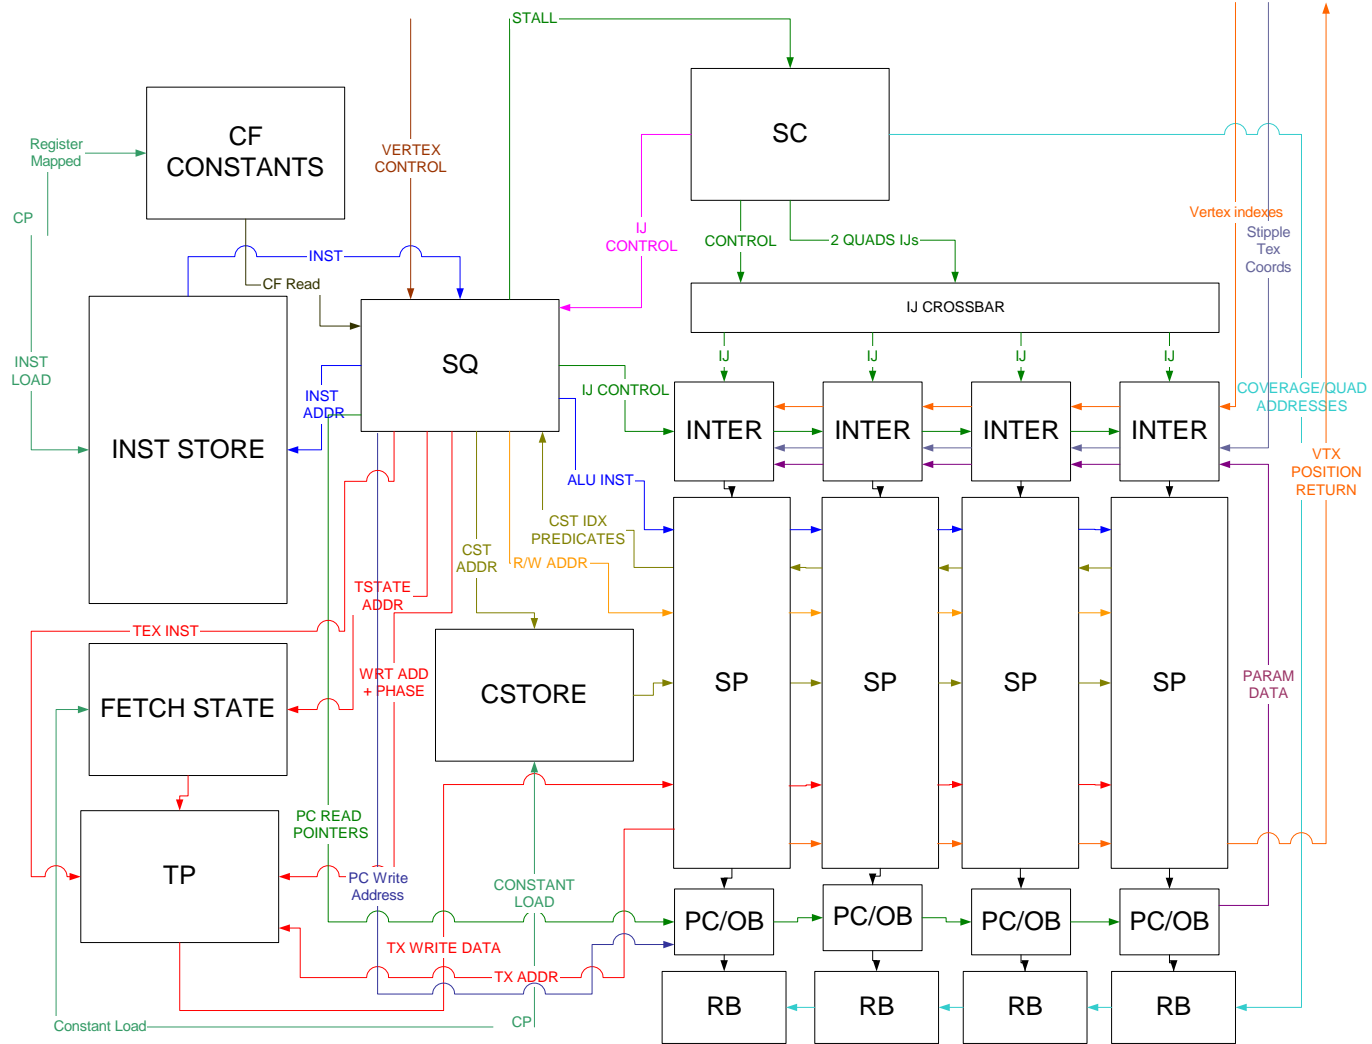 STALL
CF
CONSTANTS
SC
Register
Mapped
VERTEX
CONTROL
CP
Vertex indexes
IJ
CONTROL
CONTROL
2 QUADS IJs
Stipple
Tex
Coords
INST
CF Read
IJ CROSSBAR
INST
LOAD
SQ
IJ
IJ
IJ
IJ
INST
ADDR
IJ CONTROL
COVERAGE/QUAD
ADDRESSES
INST STORE
INTER
INTER
INTER
INTER
VTX
POSITION
RETURN
ALU INST
CST IDX
PREDICATES
CST
ADDR
R/W ADDR
TSTATE
ADDR
TEX INST
WRT ADD
+ PHASE
CSTORE
SP
SP
SP
SP
PARAM
DATA
FETCH STATE
PC READ
POINTERS
TP
PC Write
Address
CONSTANT
LOAD
PC/OB
PC/OB
PC/OB
PC/OB
TX WRITE DATA
TX ADDR
RB
RB
RB
RB
Constant Load
CP